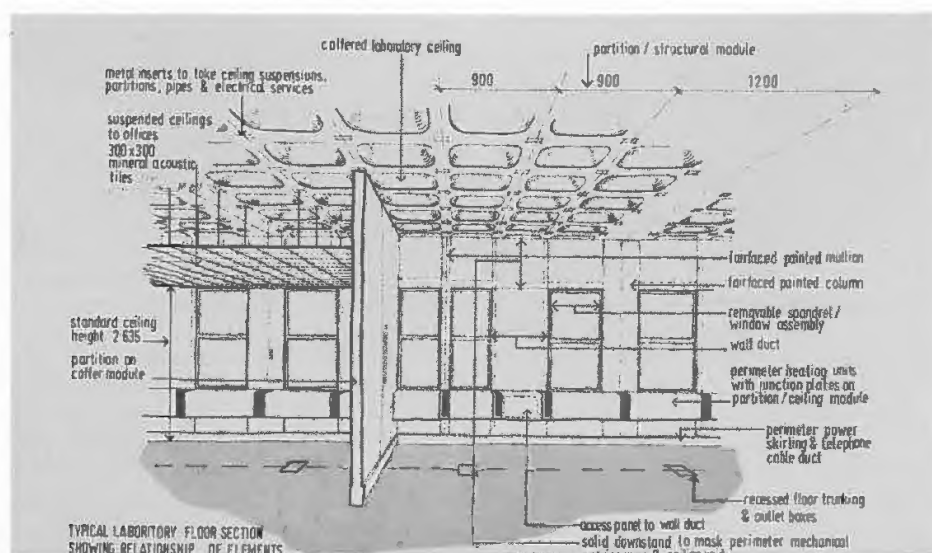 coffered laboratory ceiling
partition / structural module
metal inserts to take ceiling suspensions,
partitions, pipes & electrical services
900
900
1200
suspended ceilings
to offices
300 x 300
mineral acoustic
tiles
fairfaced painted mullion
fairfaced painted column
removable spandrel /
window assembly
wall duct
standard ceiling
height 2·635
partition on
coffer module
perimeter heating units
with junction plates on
partition / ceiling module
perimeter power
skirting & telephone
cable duct
recessed floor trunking
& outlet boxes
access panel to wall duct
solid downstand to mask perimeter mechanical
TYPICAL LABORITORY FLOOR SECTION
SHOWING RELATIONSHIP OF ELEMENTS